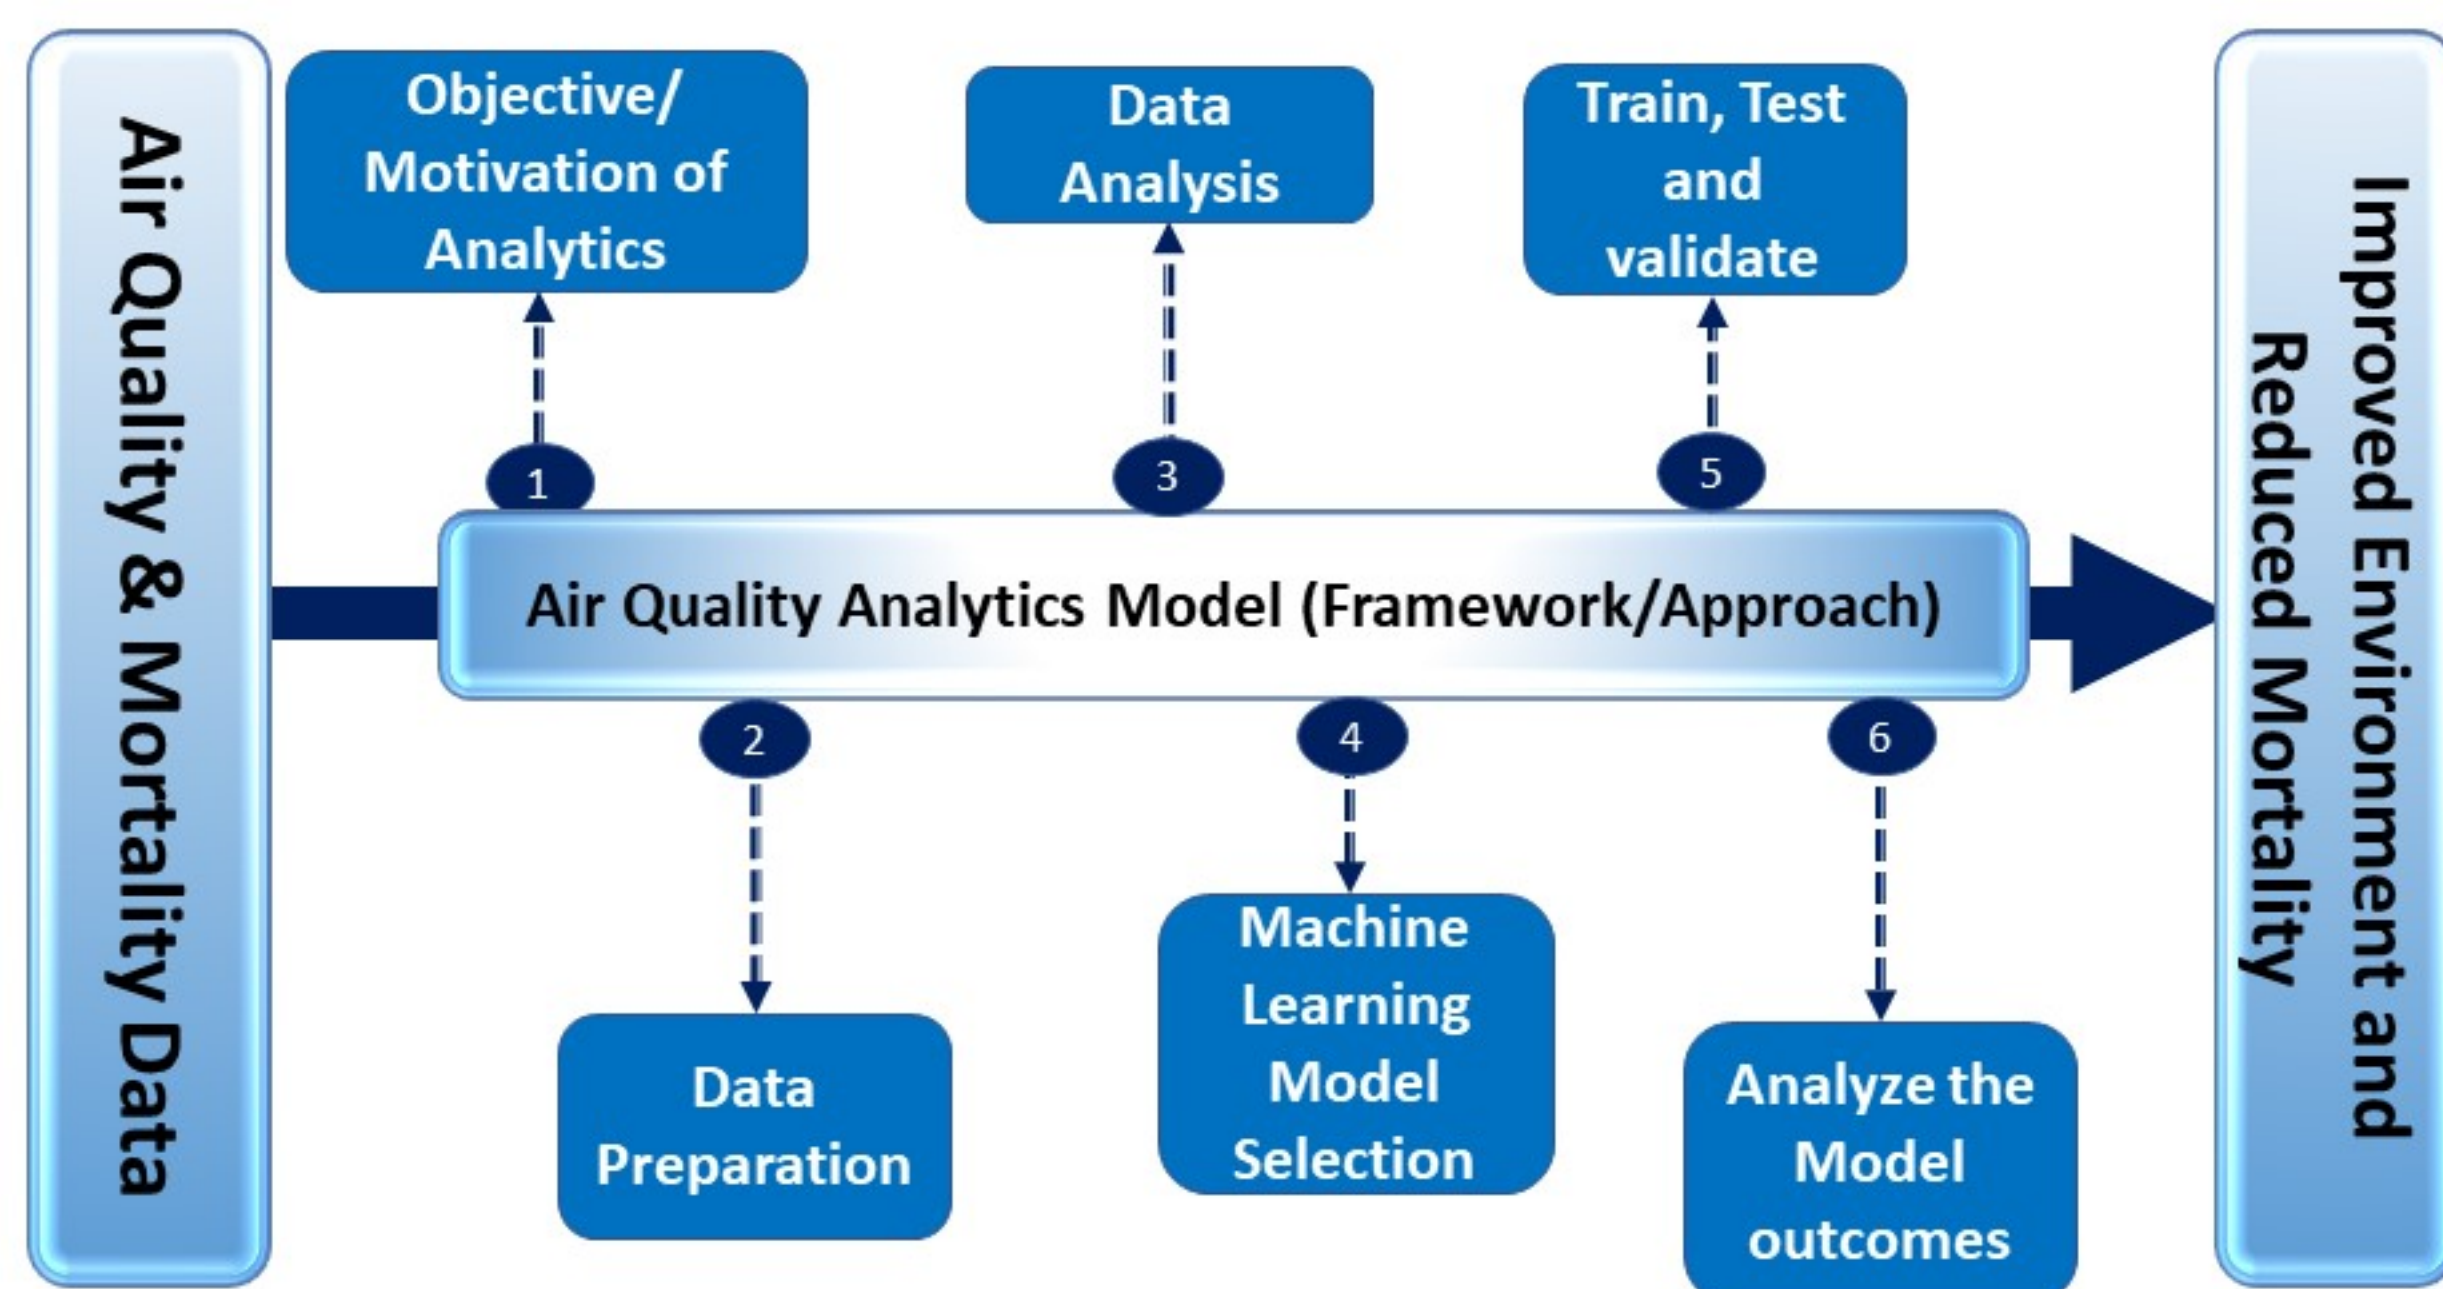 Air Quality & Mortality Data
Objective/
Motivation of
Analytics
Data
Analysis
Train, Test
and
validate
1
3
5
Air Quality Analytics Model (Framework/Approach)
2
4
6
Data
Preparation
Machine
Learning
Model
Selection
Analyze the
Model
outcomes
Improved Environment and
Reduced Mortality